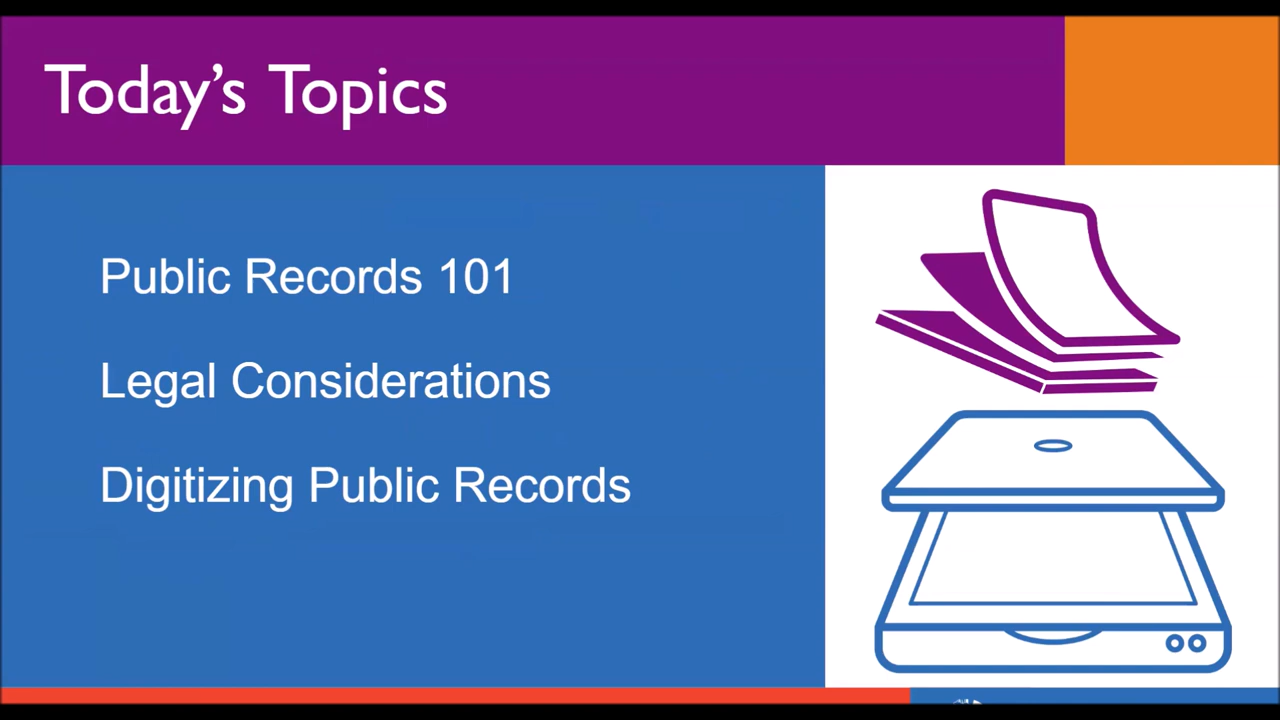 Today’s Topics
Public Records 101
Legal Considerations
Digitizing Public Records